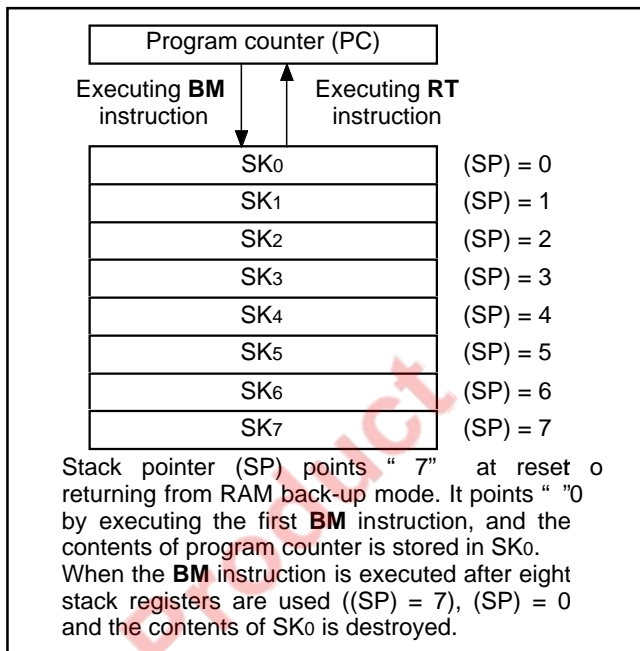 Program counter (PC)
Executing BM instruction
Executing RT instruction
SK0 (SP) = 0
SK1 (SP) = 1
SK2 (SP) = 2
SK3 (SP) = 3
SK4 (SP) = 4
SK5 (SP) = 5
SK6 (SP) = 6
SK7 (SP) = 7
Stack pointer (SP) points “ 7” at reset o
returning from RAM back-up mode. It points “ ”0
by executing the first BM instruction, and the
contents of program counter is stored in SK0.
When the BM instruction is executed after eight
stack registers are used ((SP) = 7), (SP) = 0
and the contents of SK0 is destroyed.
Product